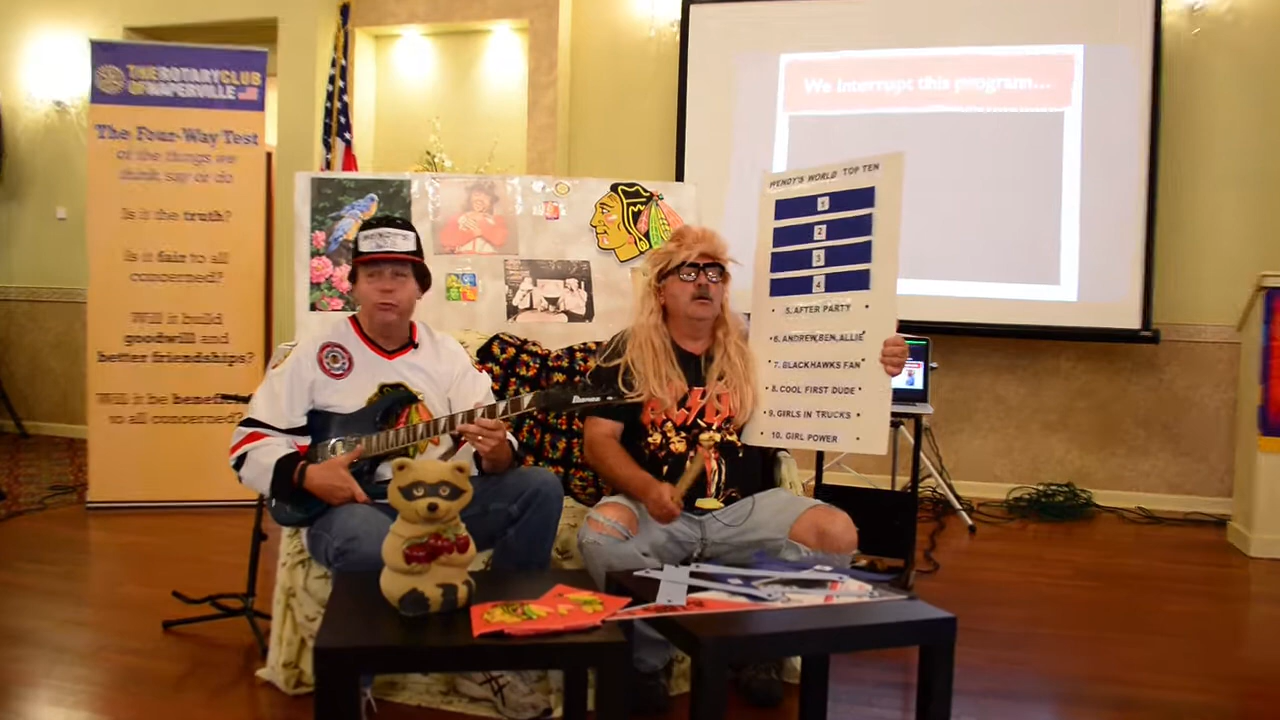 THE ROTARY CLUB
OF NAPERVILLE
The Four-Way Test
of the things we
think, say or do
Is it the truth?
Is it fair to all
concerned?
Will it build
goodwill and
better friendships?
Will it be
to all concerned?
We interrupt this program...
WENDY'S WORLD TOP TEN
1
2
3
4
5. AFTER PARTY
6. ANDREW, BEN, ALLIE
7. BLACKHAWKS FAN
8. COOL FIRST DUDE
9. GIRLS IN TRUCKS
10. GIRL POWER
WENDY'S
Ibanez